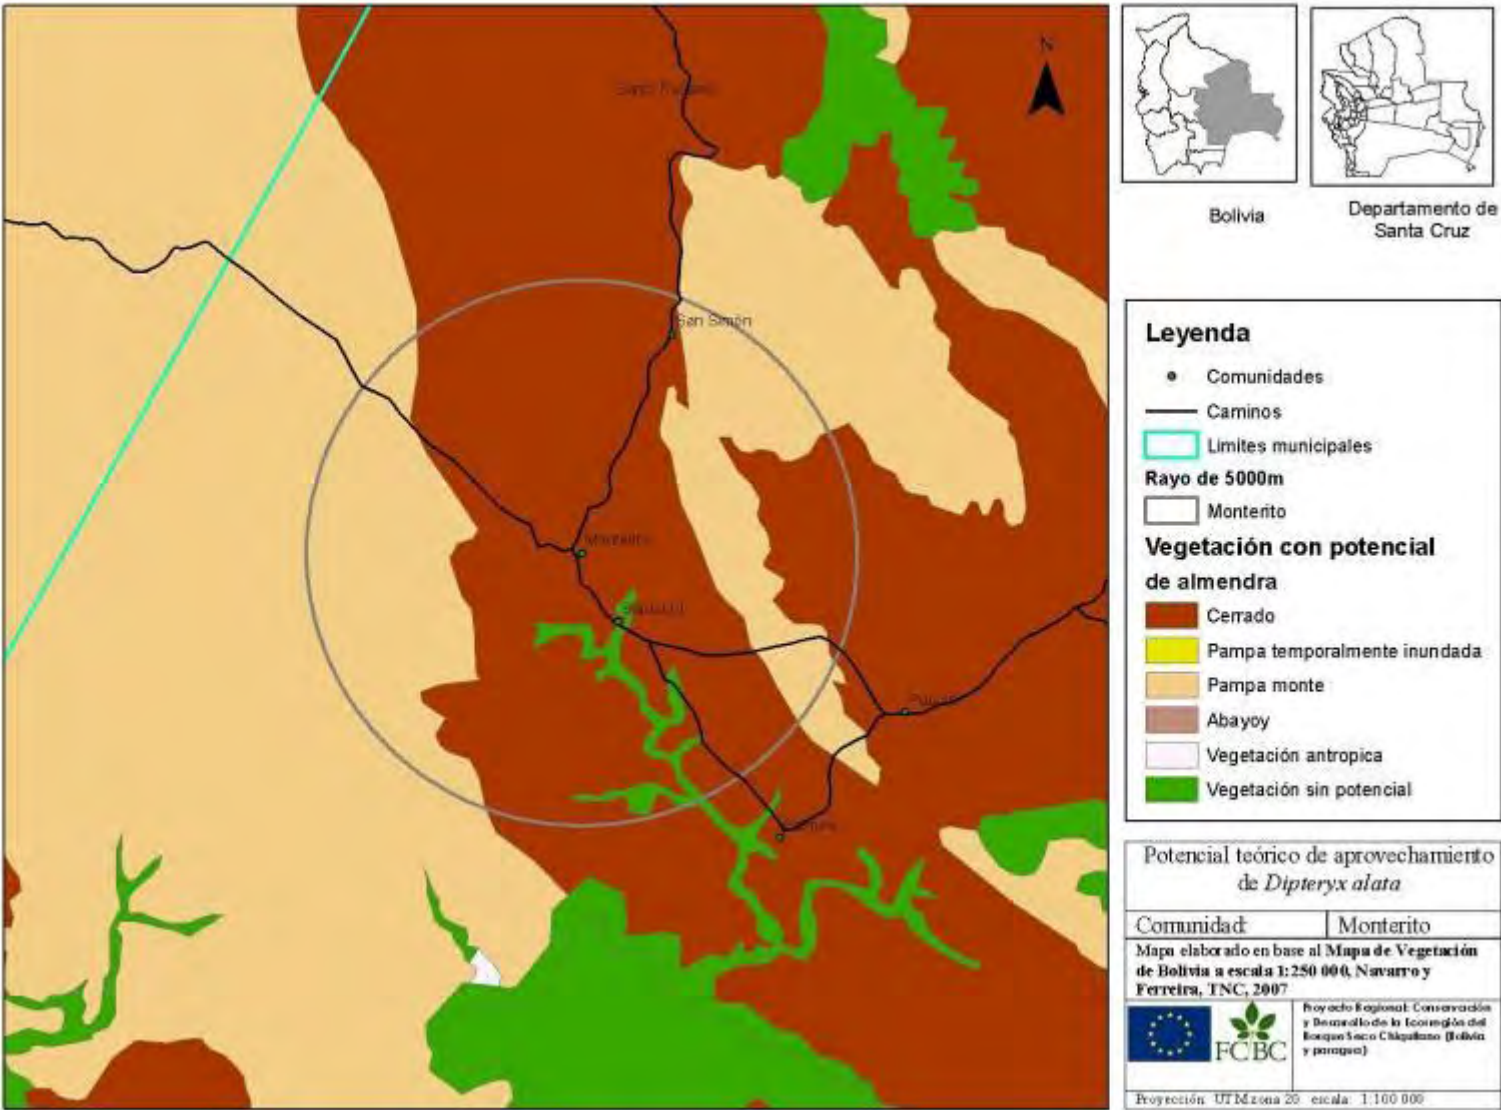 N
San Simón
Monterito
Bolivia
Departamento de
Santa Cruz
Leyenda
Comunidades
Caminos
Limites municipales
Rayo de 5000m
Monterito
Vegetación con potencial
de almendra
Cerrado
Pampa temporalmente inundada
Pampa monte
Abayoy
Vegetación antropica
Vegetación sin potencial
Potencial teórico de aprovechamiento
de Dipteryx alata
Comunidad: Monterito
Mapa elaborado en base al Mapa de Vegetación
de Bolivia a escala 1:250 000, Navarro y
Ferreira, TNC, 2007
FCBC
Proyecto Regional: Conservación
y Desarrollo de la Ecorregión del
Bosque Seco Chiquitano (Bolivia
y paragua)
Proyección: UTM zona 20 escala: 1:100 000